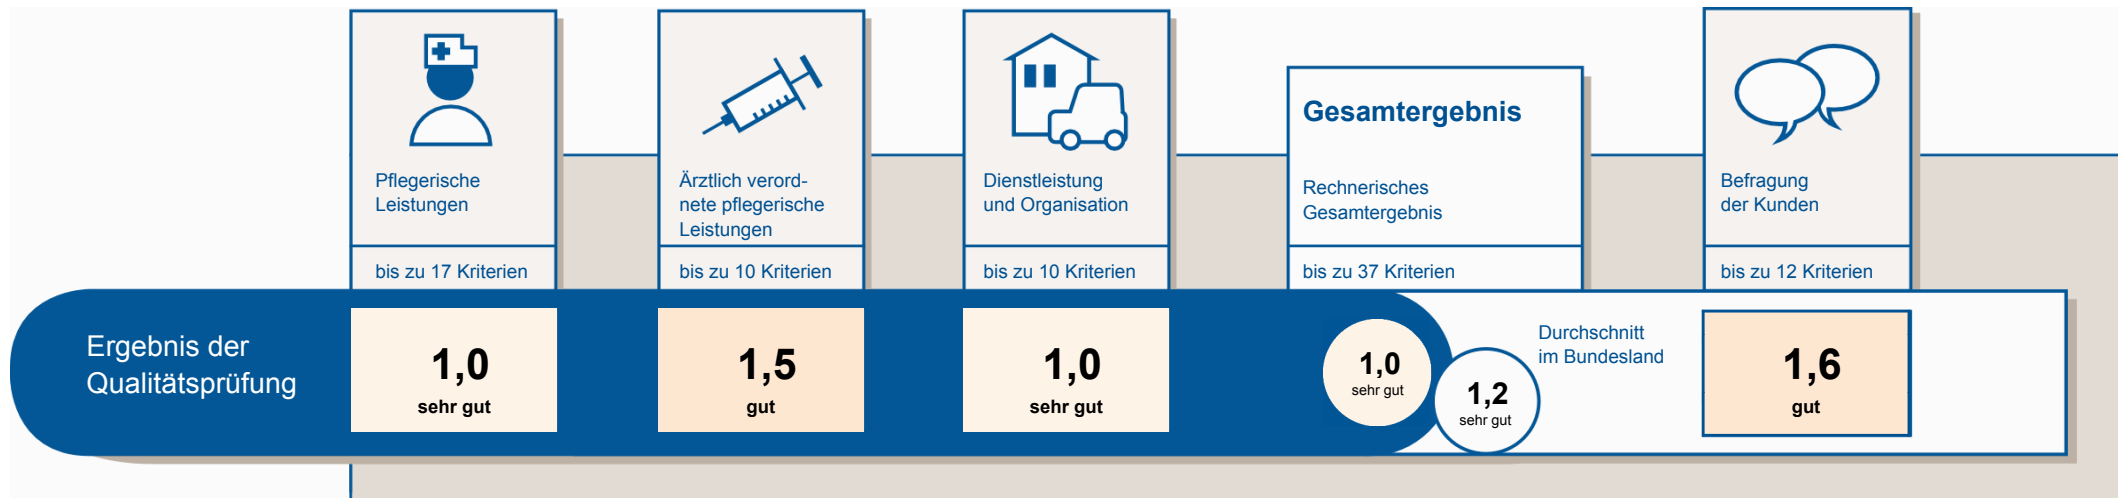 Pflegerische
Leistungen
bis zu 17 Kriterien
Ärztlich verord-
nete pflegerische
Leistungen
bis zu 10 Kriterien
Dienstleistung
und Organisation
bis zu 10 Kriterien
Gesamtergebnis
Rechnerisches
Gesamtergebnis
bis zu 37 Kriterien
Befragung
der Kunden
bis zu 12 Kriterien
Ergebnis der
Qualitätsprüfung
1,0
sehr gut
1,5
gut
1,0
sehr gut
1,0
sehr gut
1,2
sehr gut
Durchschnitt
im Bundesland
1,6
gut